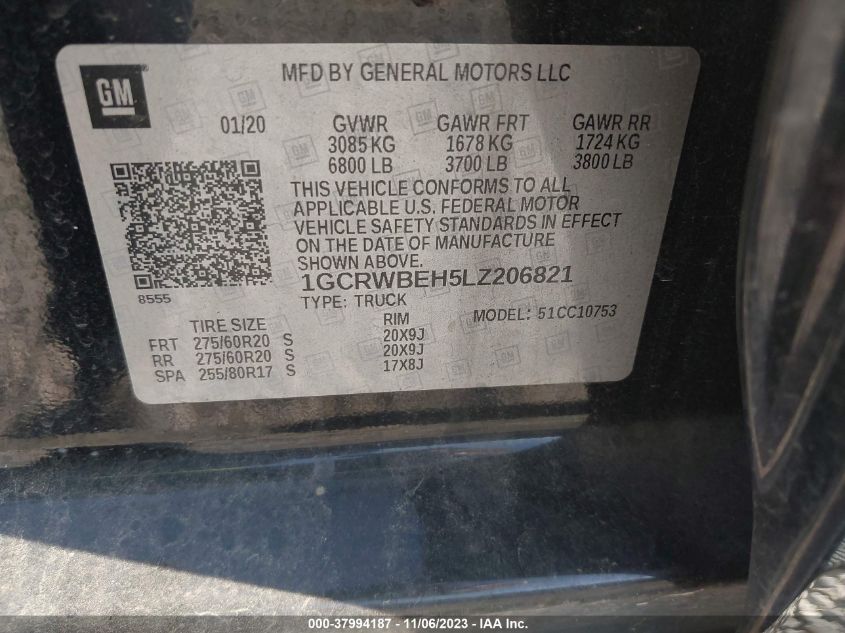 GM
MFD BY GENERAL MOTORS LLC
01/20 GVWR GAWR FRT GAWR RR
3085 KG 1678 KG 1724 KG
6800 LB 3700 LB 3800 LB
THIS VEHICLE CONFORMS TO ALL
APPLICABLE U.S. FEDERAL MOTOR
VEHICLE SAFETY STANDARDS IN EFFECT
ON THE DATE OF MANUFACTURE
SHOWN ABOVE.
8555
1GCRWBEH5LZ206821
TYPE: TRUCK MODEL: 51CC10753
TIRE SIZE RIM
FRT 275/60R20 S 20X9J
RR 275/60R20 S 20X9J
SPA 255/80R17 S 17X8J
000-37994187 - 11/06/2023 - IAA Inc.